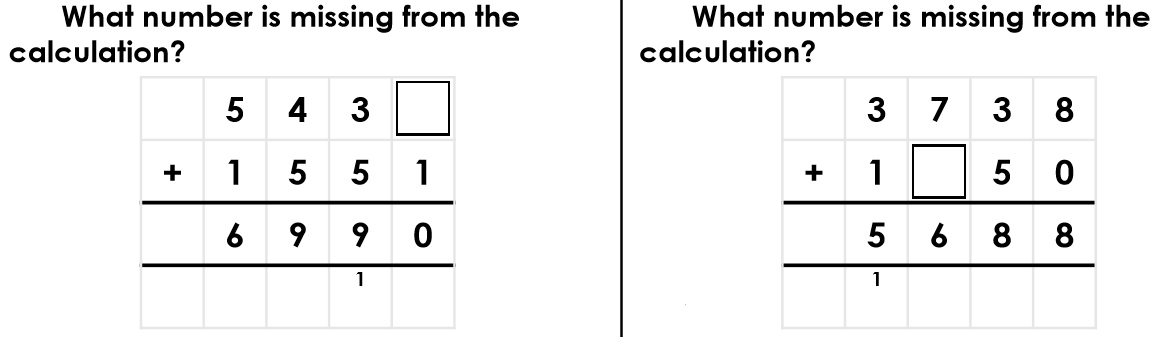 What number is missing from the
calculation?
5 4 3
+ 1 5 5 1
6 9 9 0
1
What number is missing from the
calculation?
3 7 3 8
+ 1 5 0
5 6 8 8
1